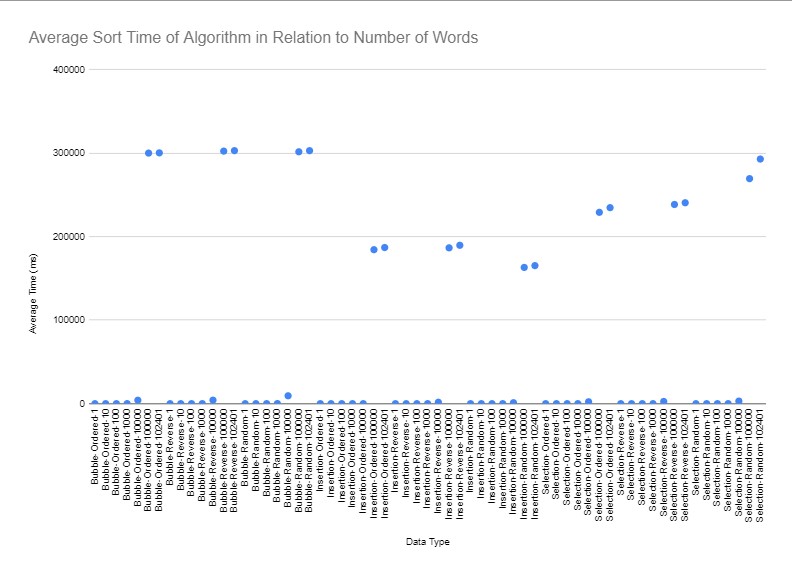 Average Sort Time of Algorithm in Relation to Number of Words
400000
300000
200000
100000
0
Average Time (ms)
Bubble-Ordered-1
Bubble-Ordered-10
Bubble-Ordered-100
Bubble-Ordered-1000
Bubble-Ordered-10000
Bubble-Ordered-100000
Bubble-Ordered-102401
Bubble-Reverse-1
Bubble-Reverse-10
Bubble-Reverse-100
Bubble-Reverse-1000
Bubble-Reverse-10000
Bubble-Reverse-100000
Bubble-Reverse-102401
Bubble-Random-1
Bubble-Random-10
Bubble-Random-100
Bubble-Random-1000
Bubble-Random-10000
Bubble-Random-100000
Bubble-Random-102401
Insertion-Ordered-1
Insertion-Ordered-10
Insertion-Ordered-100
Insertion-Ordered-1000
Insertion-Ordered-10000
Insertion-Ordered-100000
Insertion-Ordered-102401
Insertion-Reverse-1
Insertion-Reverse-10
Insertion-Reverse-100
Insertion-Reverse-1000
Insertion-Reverse-10000
Insertion-Reverse-100000
Insertion-Reverse-102401
Insertion-Random-1
Insertion-Random-10
Insertion-Random-100
Insertion-Random-1000
Insertion-Random-10000
Insertion-Random-100000
Insertion-Random-102401
Selection-Ordered-1
Selection-Ordered-10
Selection-Ordered-100
Selection-Ordered-1000
Selection-Ordered-10000
Selection-Ordered-100000
Selection-Ordered-102401
Selection-Reverse-1
Selection-Reverse-10
Selection-Reverse-100
Selection-Reverse-1000
Selection-Reverse-10000
Selection-Reverse-100000
Selection-Reverse-102401
Selection-Random-1
Selection-Random-10
Selection-Random-100
Selection-Random-1000
Selection-Random-10000
Selection-Random-100000
Selection-Random-102401
Data Type